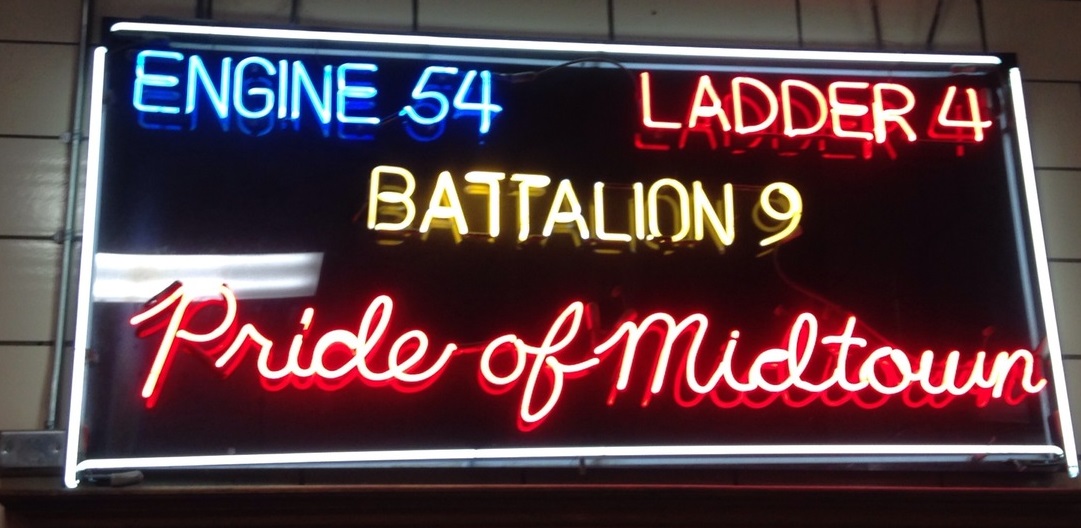 ENGINE 54 LADDER 4
BATTALION 9
Pride of Midtown